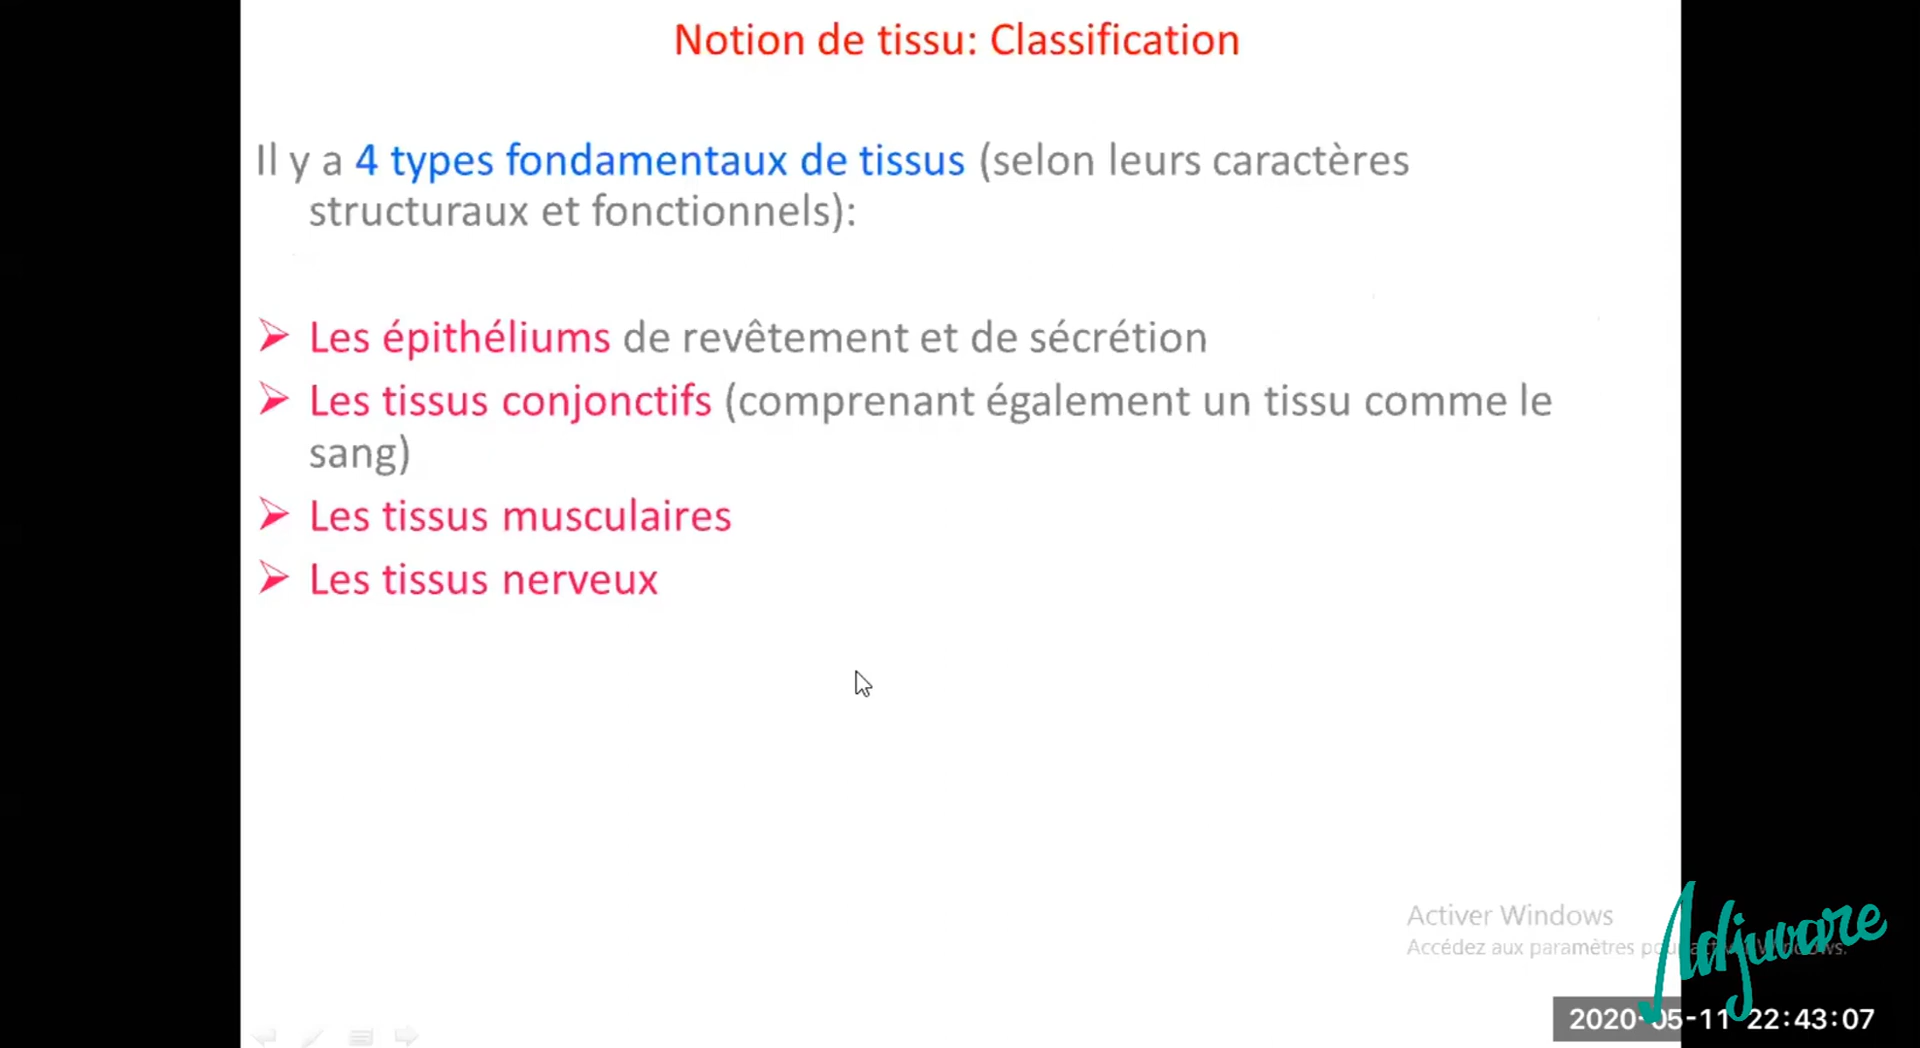 Notion de tissu: Classification
Il y a 4 types fondamentaux de tissus (selon leurs caractères
structuraux et fonctionnels):
Les épithéliums de revêtement et de sécrétion
Les tissus conjonctifs (comprenant également un tissu comme le
sang)
Les tissus musculaires
Les tissus nerveux
Activer Windows
Accédez aux paramètres pour activer Windows.
Adjuvare
2020-05-11 22:43:07